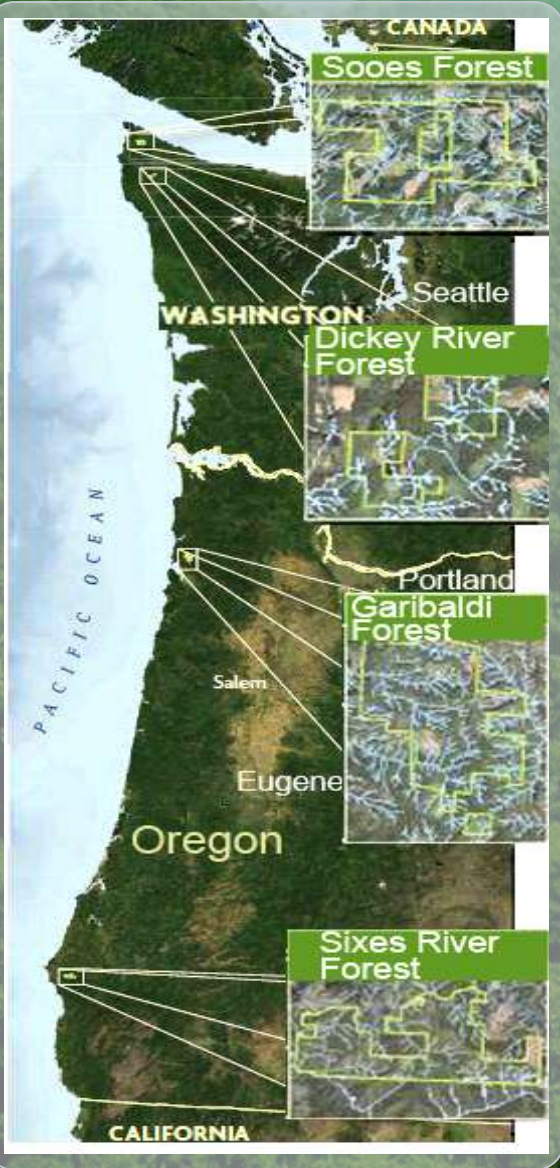 CANADA
Sooes Forest
Seattle
WASHINGTON
Dickey River
Forest
PACIFIC OCEAN
Portland
Garibaldi
Forest
Salem
Eugene
Oregon
Sixes River
Forest
CALIFORNIA